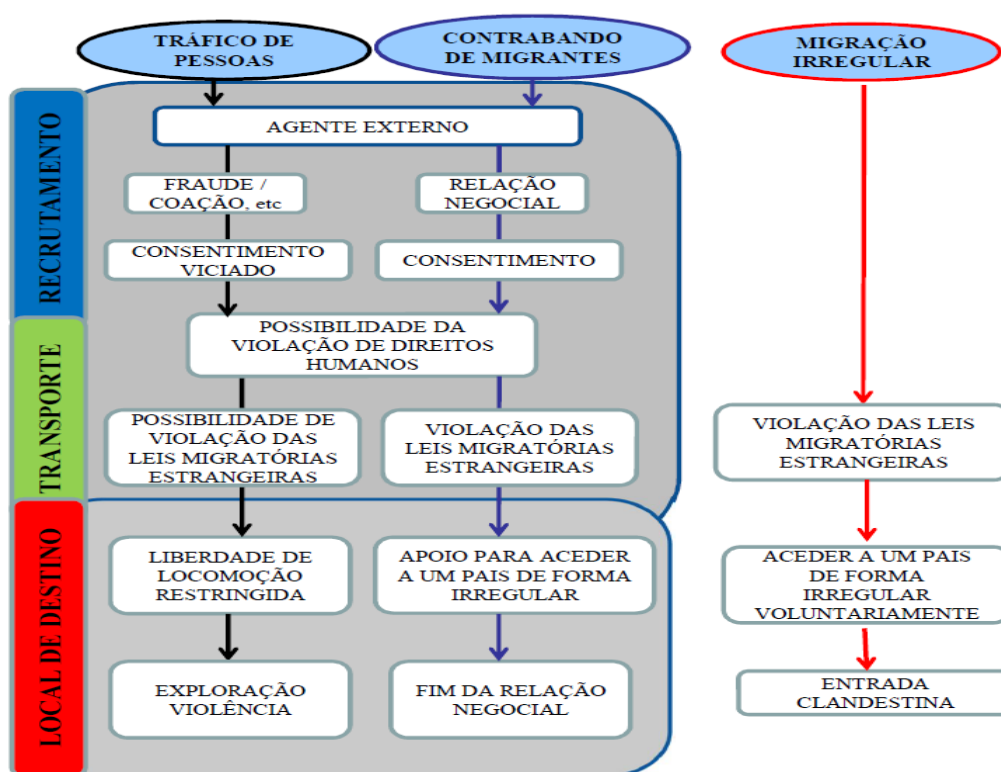 TRÁFICO DE
PESSOAS
CONTRABANDO
DE MIGRANTES
MIGRAÇÃO
IRREGULAR
RECRUTAMENTO
AGENTE EXTERNO
FRAUDE /
COAÇÃO, etc
RELAÇÃO
NEGOCIAL
CONSENTIMENTO
VICIADO
CONSENTIMENTO
TRANSPORTE
POSSIBILIDADE DA
VIOLAÇÃO DE DIREITOS
HUMANOS
POSSIBILIDADE DE
VIOLAÇÃO DAS
LEIS MIGRATÓRIAS
ESTRANGEIRAS
VIOLAÇÃO DAS
LEIS MIGRATÓRIAS
ESTRANGEIRAS
VIOLAÇÃO DAS LEIS
MIGRATÓRIAS
ESTRANGEIRAS
LOCAL DE DESTINO
LIBERDADE DE
LOCOMOÇÃO
RESTRINGIDA
APOIO PARA ACEDER
A UM PAIS DE FORMA
IRREGULAR
ACEDER A UM PAIS
DE FORMA
IRREGULAR
VOLUNTARIAMENTE
EXPLORAÇÃO
VIOLÊNCIA
FIM DA RELAÇÃO
NEGOCIAL
ENTRADA
CLANDESTINA